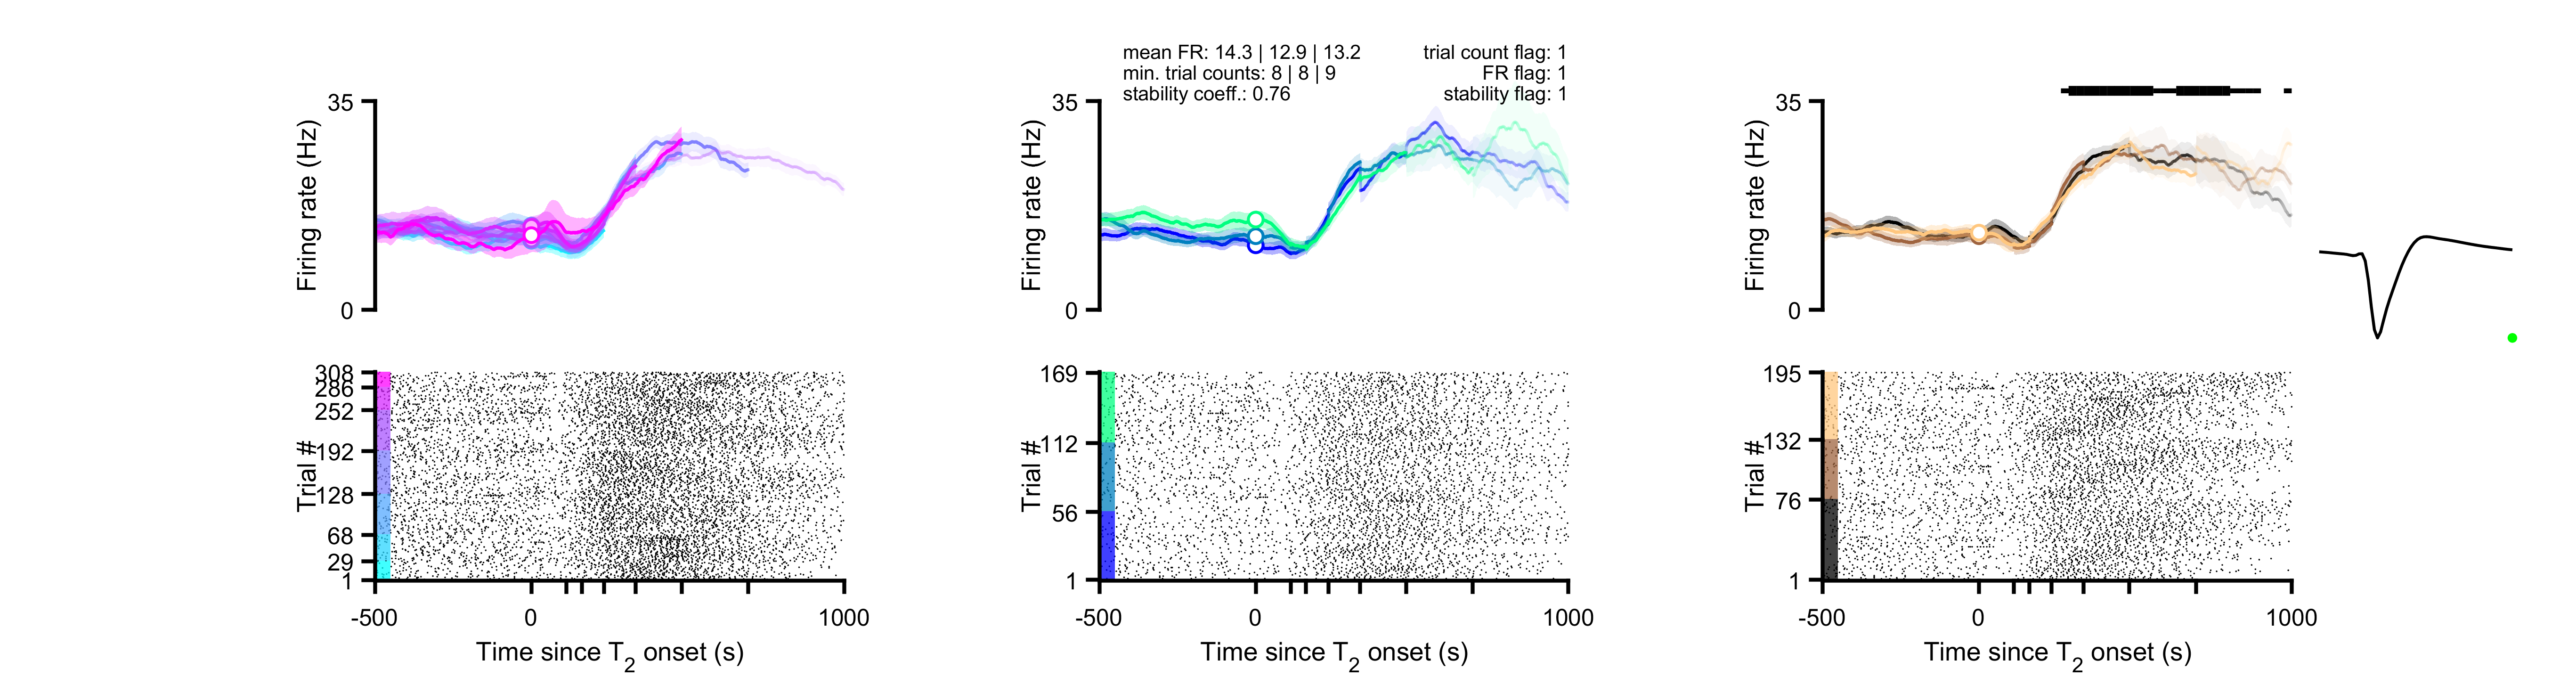 mean FR: 14.3 | 12.9 | 13.2
min. trial counts: 8 | 8 | 9
stability coeff.: 0.76
trial count flag: 1
FR flag: 1
stability flag: 1
35
Firing rate (Hz)
0
35
Firing rate (Hz)
0
35
Firing rate (Hz)
0
308
286
252
192
128
68
29
1
Trial #
-500
0
1000
Time since T2 onset (s)
169
112
56
1
Trial #
-500
0
1000
Time since T2 onset (s)
195
132
76
1
Trial #
-500
0
1000
Time since T2 onset (s)